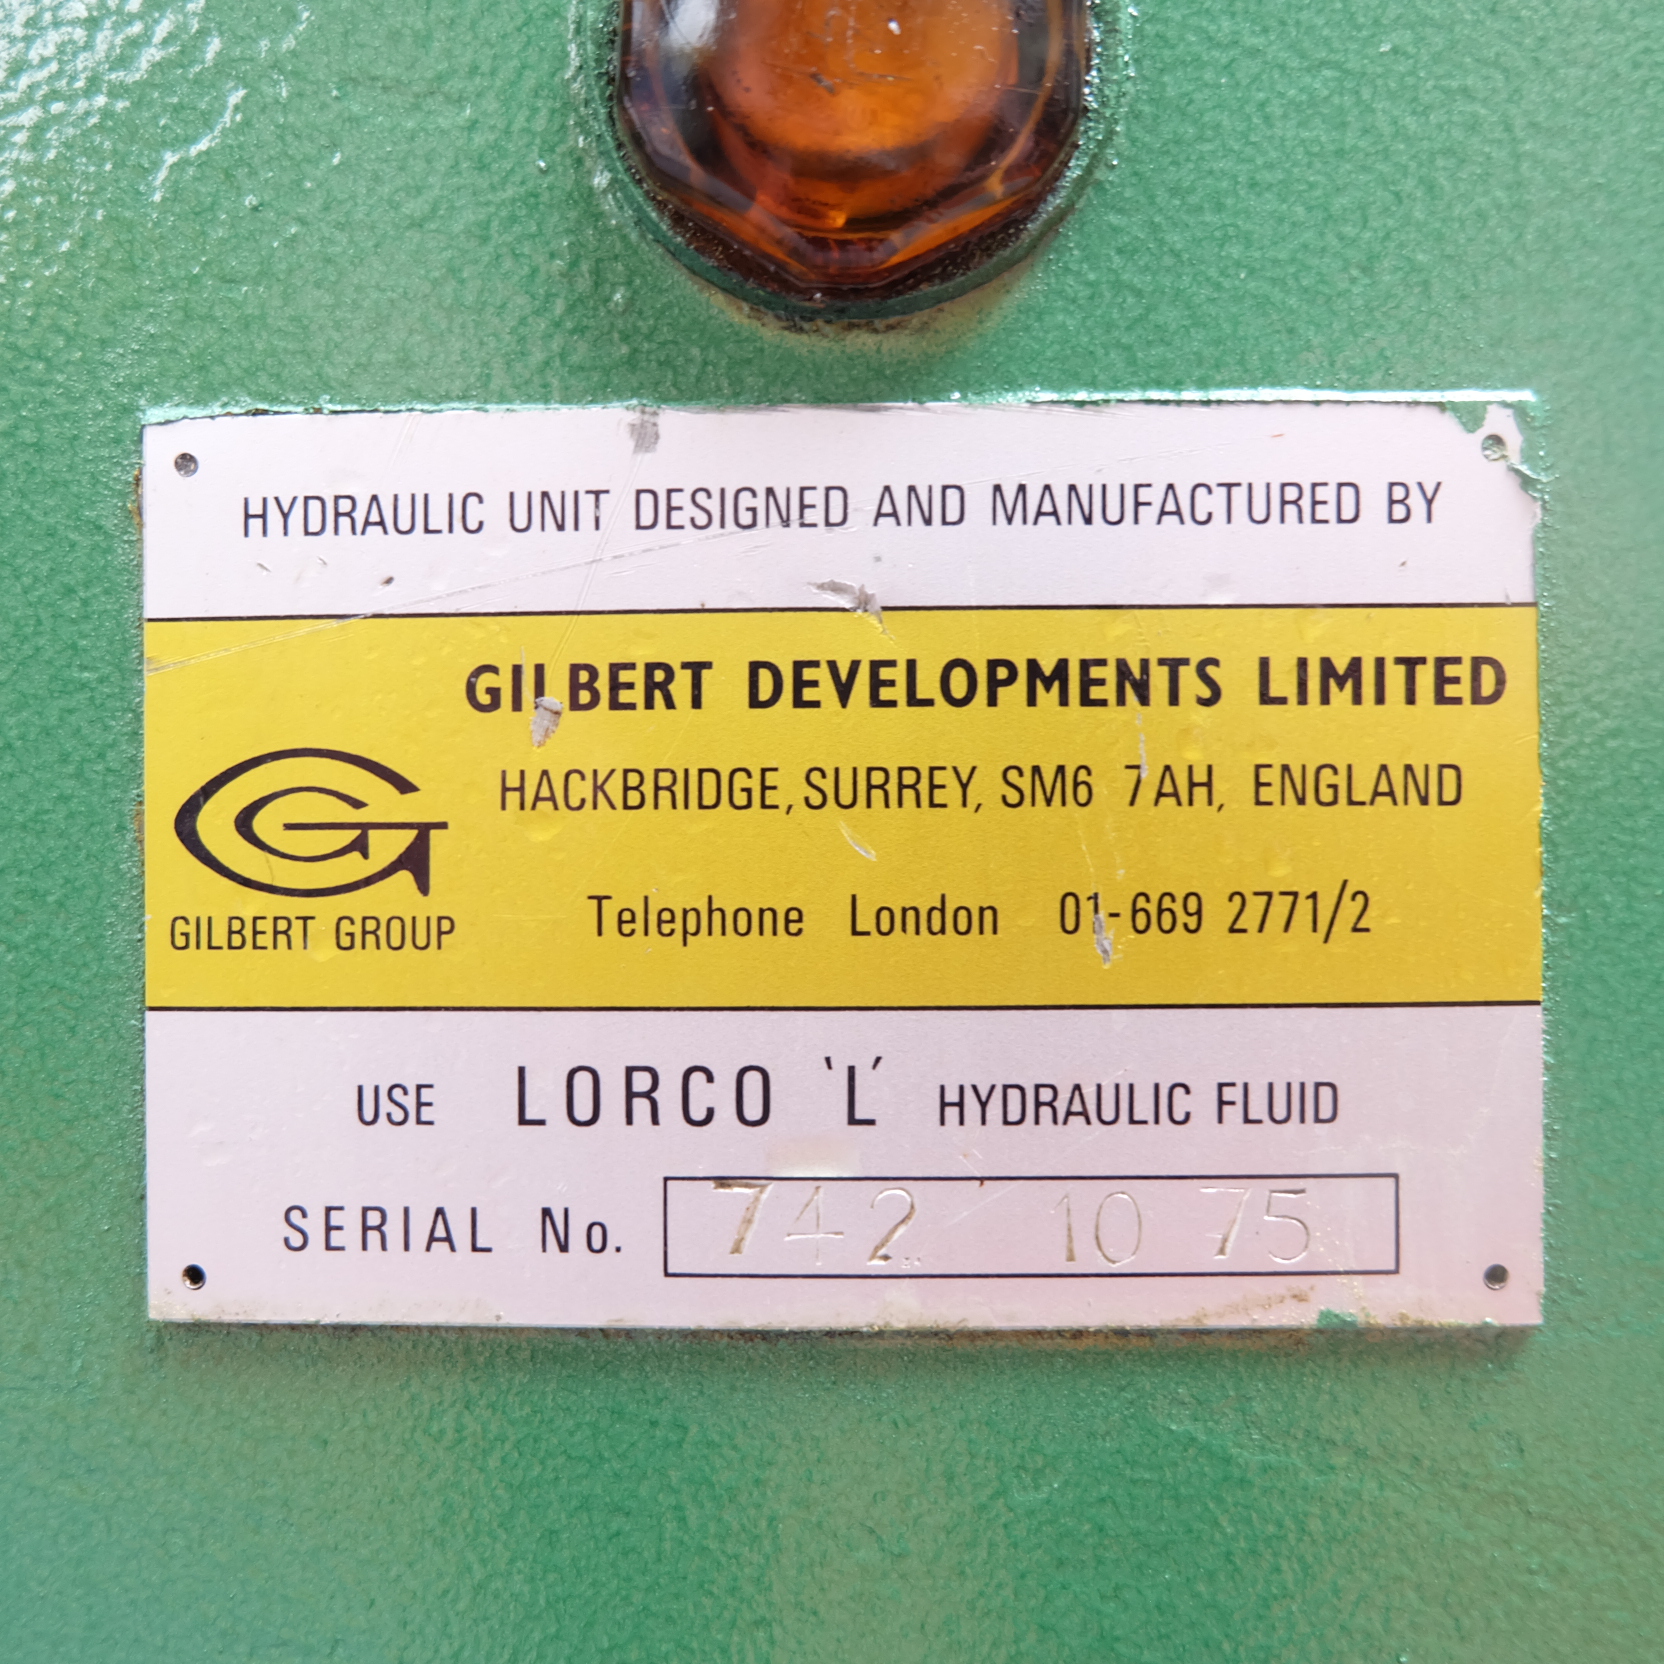 HYDRAULIC UNIT DESIGNED AND MANUFACTURED BY
GILBERT DEVELOPMENTS LIMITED
HACKBRIDGE, SURREY, SM6 7AH, ENGLAND
Telephone London 01-669 2771/2
G
GILBERT GROUP
USE LORCO 'L' HYDRAULIC FLUID
SERIAL No. 742 10 75